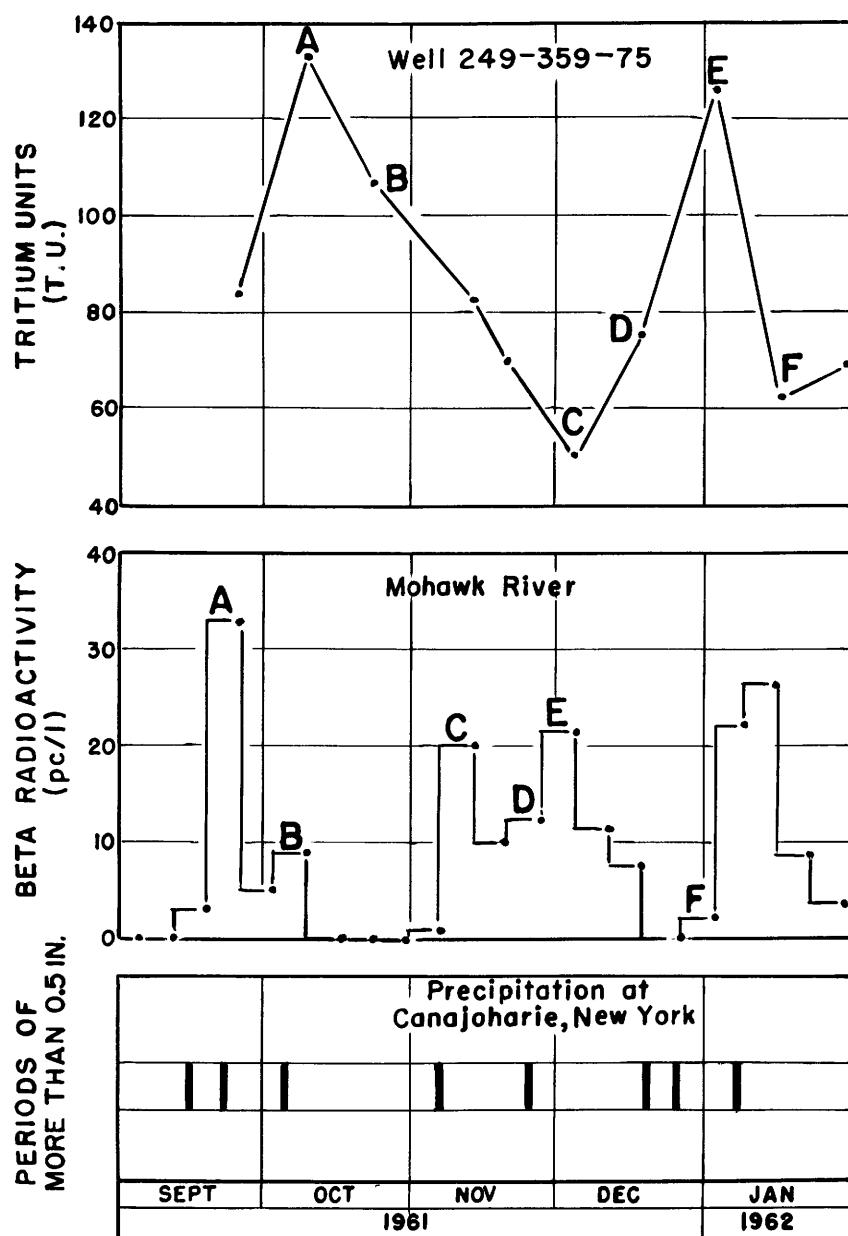 140
120
100
80
60
40
TRITIUM UNITS
(T. U.)
Well 249-359-75
A
B
C
D
E
F
40
30
20
10
0
BETA RADIOACTIVITY
(pc/l)
Mohawk River
A
B
C
D
E
F
PERIODS OF
MORE THAN 0.5 IN.
Precipitation at
Canajoharie, New York
SEPT
OCT
NOV
DEC
JAN
1961
1962